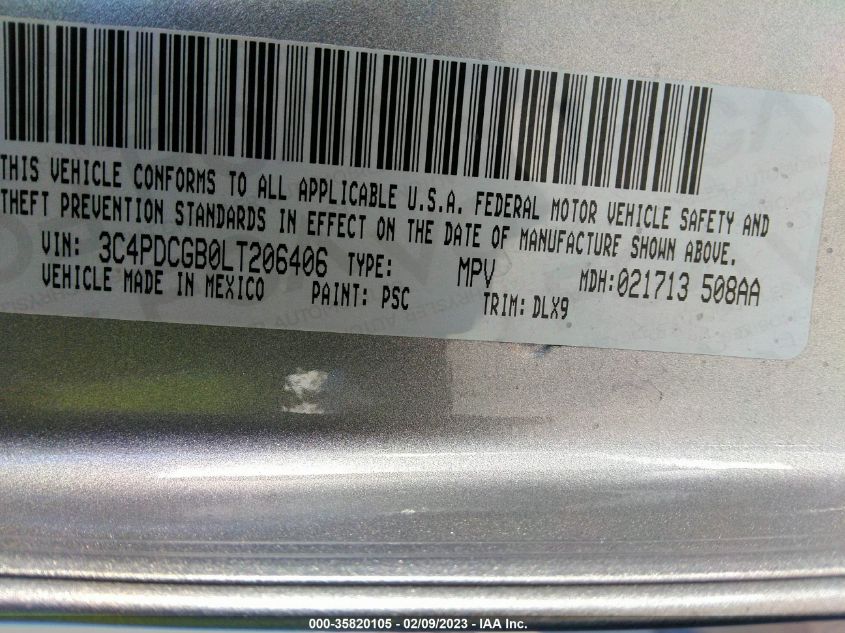 THIS VEHICLE CONFORMS TO ALL APPLICABLE U.S.A. FEDERAL MOTOR VEHICLE SAFETY AND
THEFT PREVENTION STANDARDS IN EFFECT ON THE DATE OF MANUFACTURE SHOWN ABOVE.
VIN: 3C4PDCGB0LT206406 TYPE: MPV MDH:021713 508AA
VEHICLE MADE IN MEXICO PAINT: PSC TRIM: DLX9
000-35820105 - 02/09/2023 - IAA Inc.